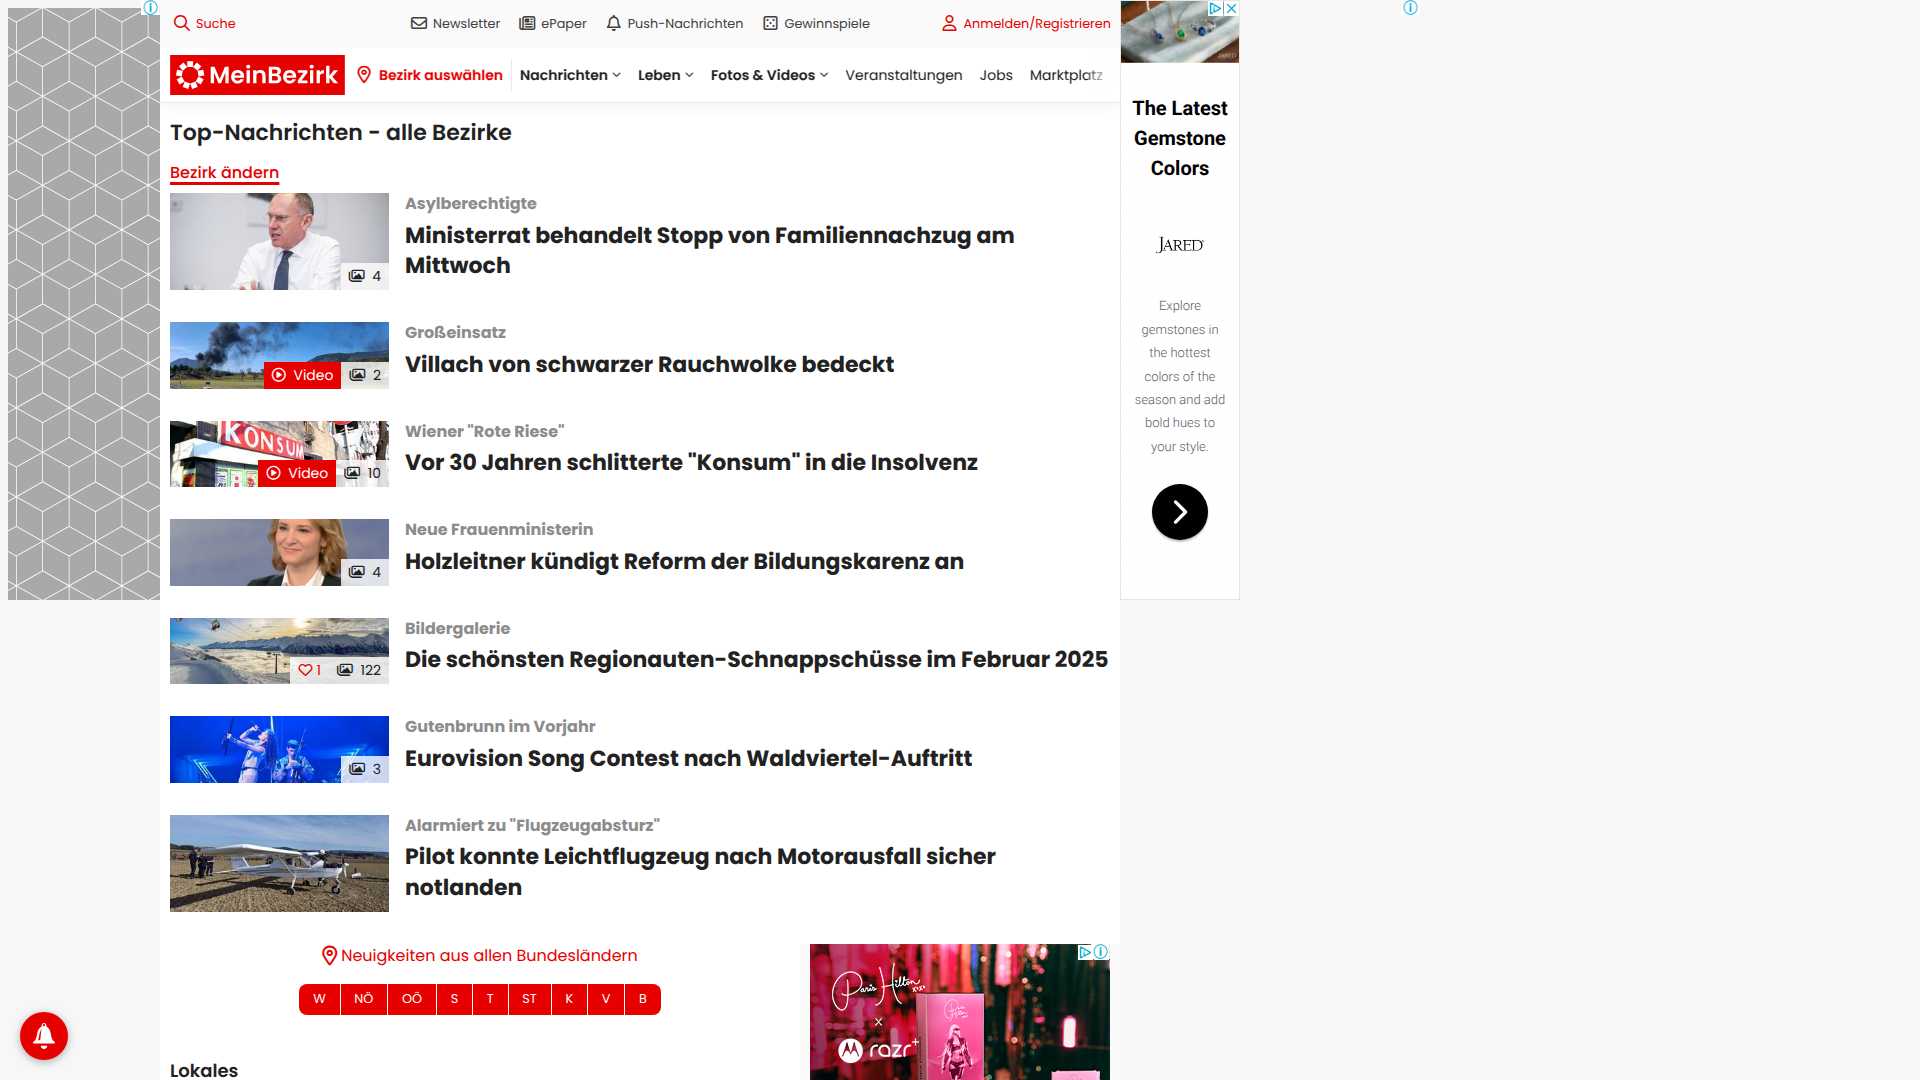 Suche
Newsletter
ePaper
Push-Nachrichten
Gewinnspiele
Anmelden/Registrieren
MeinBezirk
Bezirk auswählen
Nachrichten
Leben
Fotos & Videos
Veranstaltungen
Jobs
Marktplatz
Top-Nachrichten - alle Bezirke
Bezirk ändern
4
Asylberechtigte
Ministerrat behandelt Stopp von Familiennachzug am
Mittwoch
Video
2
Großeinsatz
Villach von schwarzer Rauchwolke bedeckt
KONSUM
Video
10
Wiener "Rote Riese"
Vor 30 Jahren schlitterte "Konsum" in die Insolvenz
4
Neue Frauenministerin
Holzleitner kündigt Reform der Bildungskarenz an
1
122
Bildergalerie
Die schönsten Regionauten-Schnappschüsse im Februar 2025
3
Gutenbrunn im Vorjahr
Eurovision Song Contest nach Waldviertel-Auftritt
Alarmiert zu "Flugzeugabsturz"
Pilot konnte Leichtflugzeug nach Motorausfall sicher
notlanden
Neuigkeiten aus allen Bundesländern
W
NÖ
OÖ
S
T
ST
K
V
B
Lokales
The Latest
Gemstone
Colors
JARED
Explore
gemstones in
the hottest
colors of the
season and add
bold hues to
your style.
Paris Hilton
x
razr+